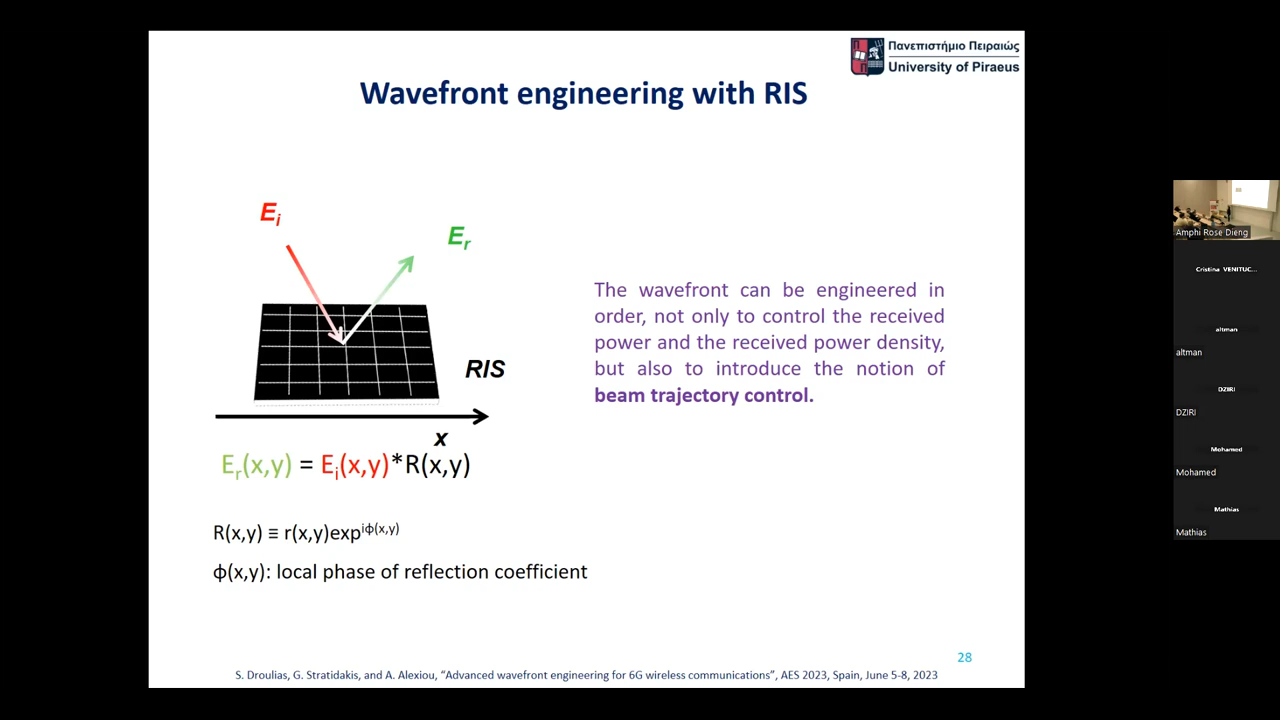 Πανεπιστήμιο Πειραιώς
University of Piraeus
Wavefront engineering with RIS
Ei
Er
RIS
x
Er(x,y) = Ei(x,y)*R(x,y)
R(x,y) ≡ r(x,y)exp^iϕ(x,y)
ϕ(x,y): local phase of reflection coefficient
The wavefront can be engineered in
order, not only to control the received
power and the received power density,
but also to introduce the notion of
beam trajectory control.
28
S. Droulias, G. Stratidakis, and A. Alexiou, “Advanced wavefront engineering for 6G wireless communications”, AES 2023, Spain, June 5-8, 2023
Amphi Rose Dieng
Cristina VENITUC...
altman
altman
DZIRI
DZIRI
Mohamed
Mohamed
Mathias
Mathias